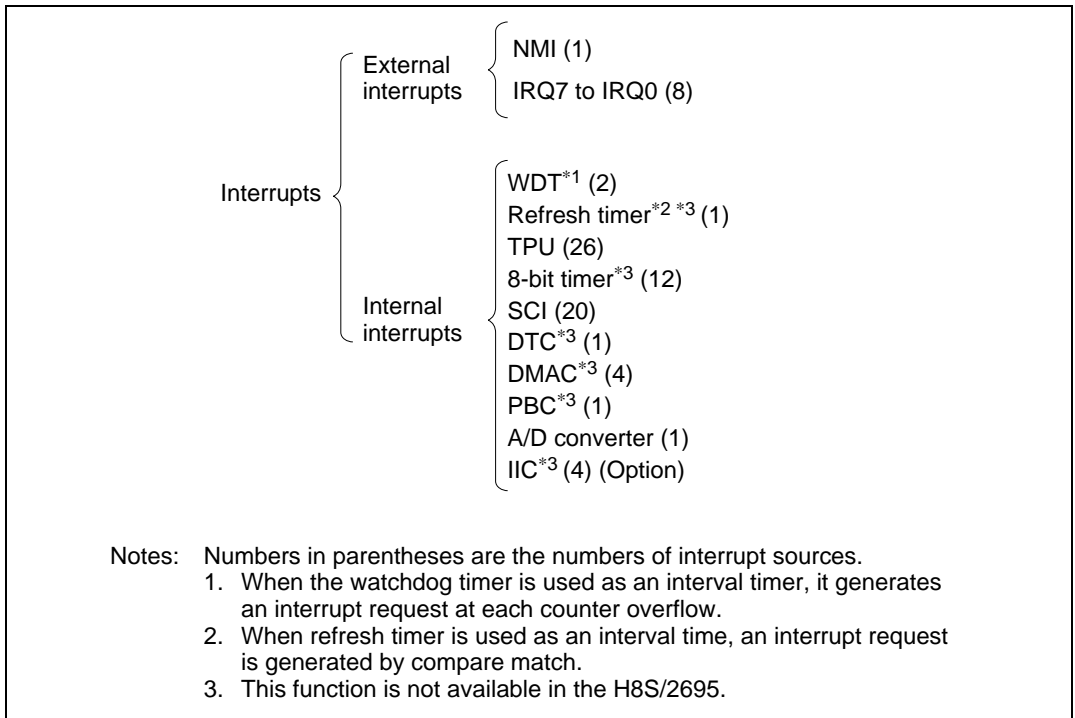 External
interrupts
NMI (1)
IRQ7 to IRQ0 (8)
Interrupts
Internal
interrupts
WDT*1 (2)
Refresh timer*2 *3 (1)
TPU (26)
8-bit timer*3 (12)
SCI (20)
DTC*3 (1)
DMAC*3 (4)
PBC*3 (1)
A/D converter (1)
IIC*3 (4) (Option)
Notes: Numbers in parentheses are the numbers of interrupt sources.
1. When the watchdog timer is used as an interval timer, it generates
an interrupt request at each counter overflow.
2. When refresh timer is used as an interval time, an interrupt request
is generated by compare match.
3. This function is not available in the H8S/2695.